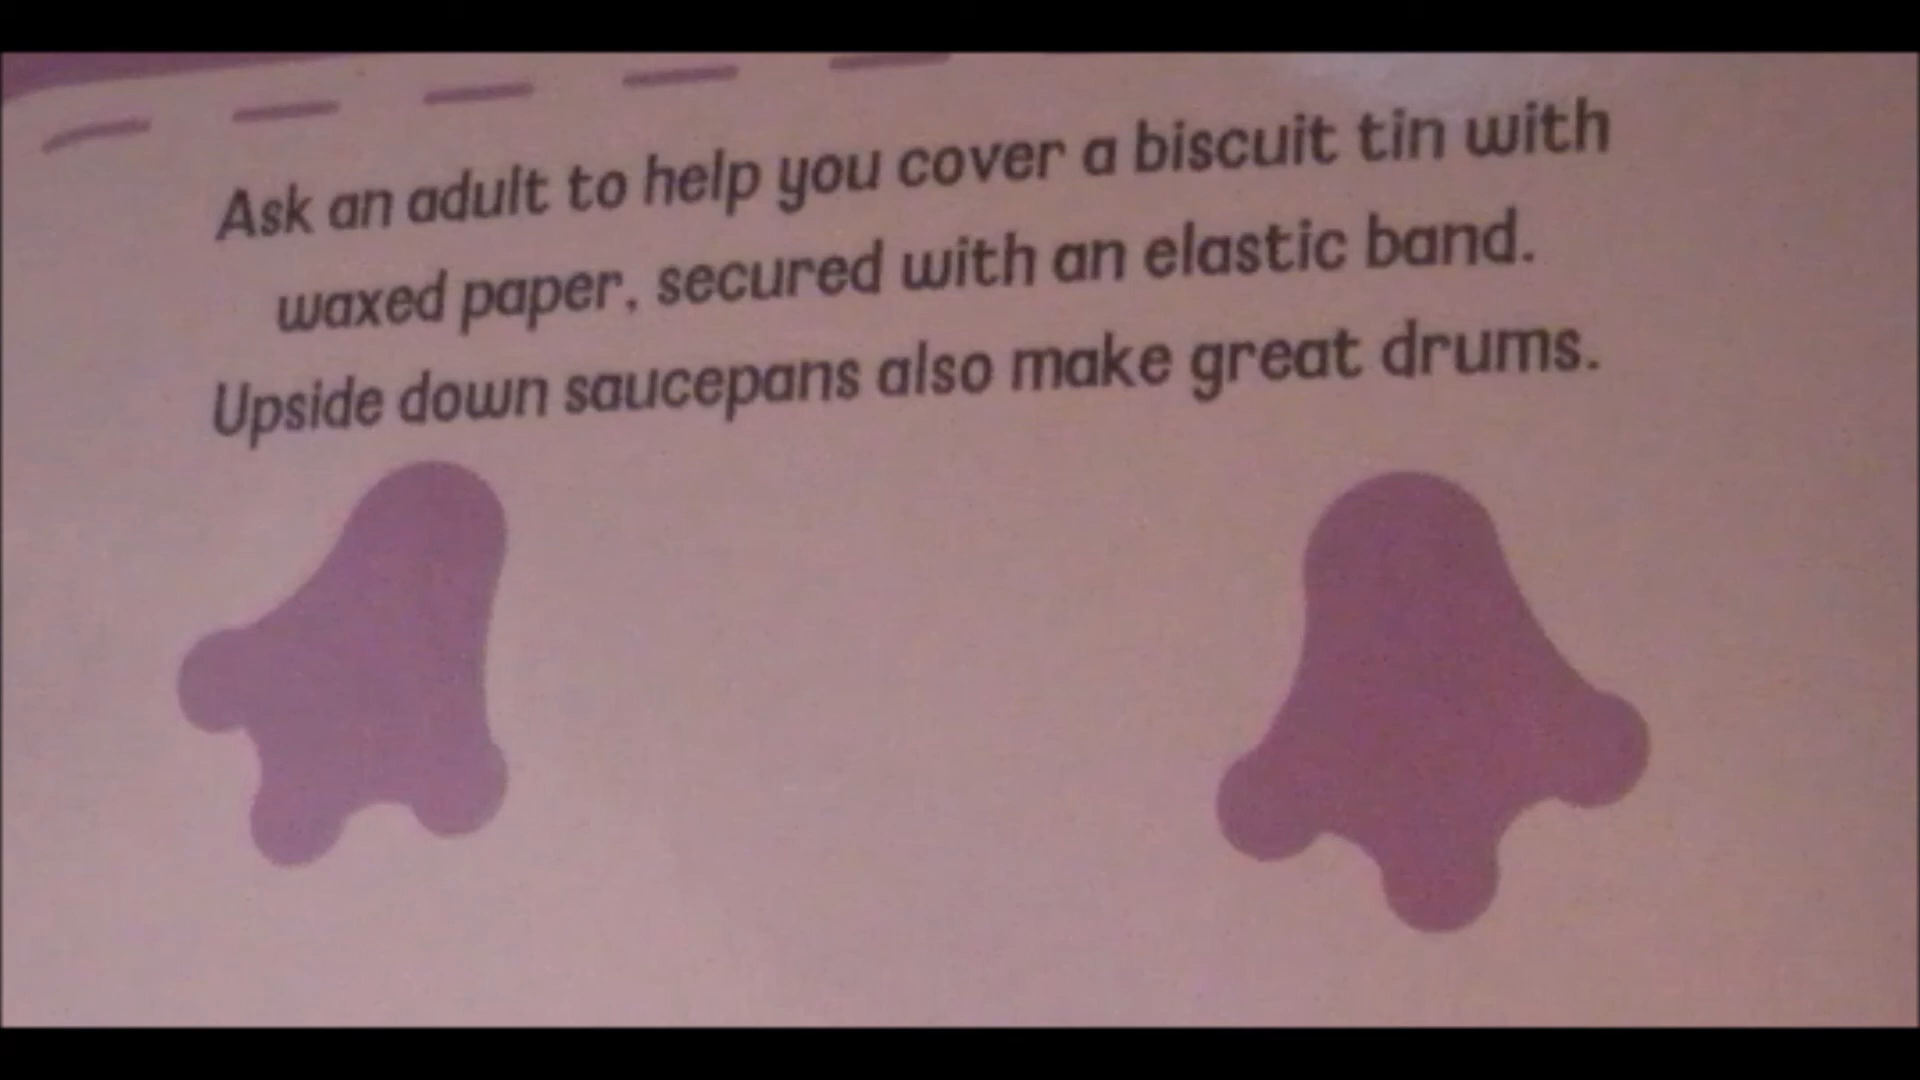 Ask an adult to help you cover a biscuit tin with
waxed paper, secured with an elastic band.
Upside down saucepans also make great drums.